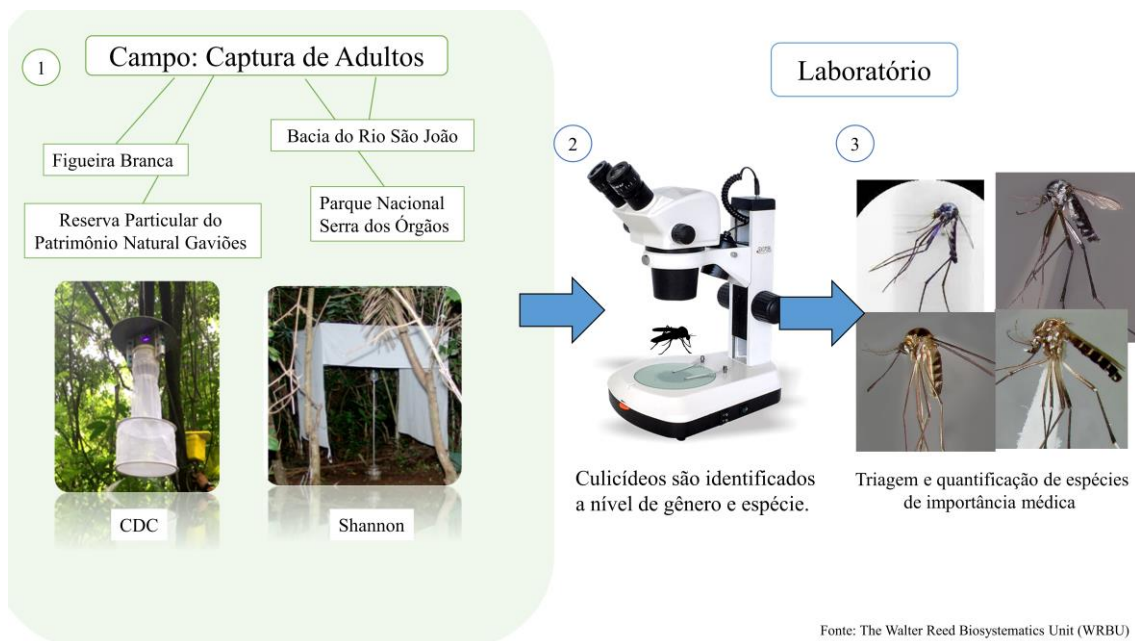 1
Campo: Captura de Adultos
Figueira Branca
Bacia do Rio São João
Reserva Particular do
Patrimônio Natural Gaviões
Parque Nacional
Serra dos Órgãos
CDC
Shannon
Laboratório
2
3
Culicídeos são identificados
a nível de gênero e espécie.
Triagem e quantificação de espécies
de importância médica
Fonte: The Walter Reed Biosystematics Unit (WRBU)